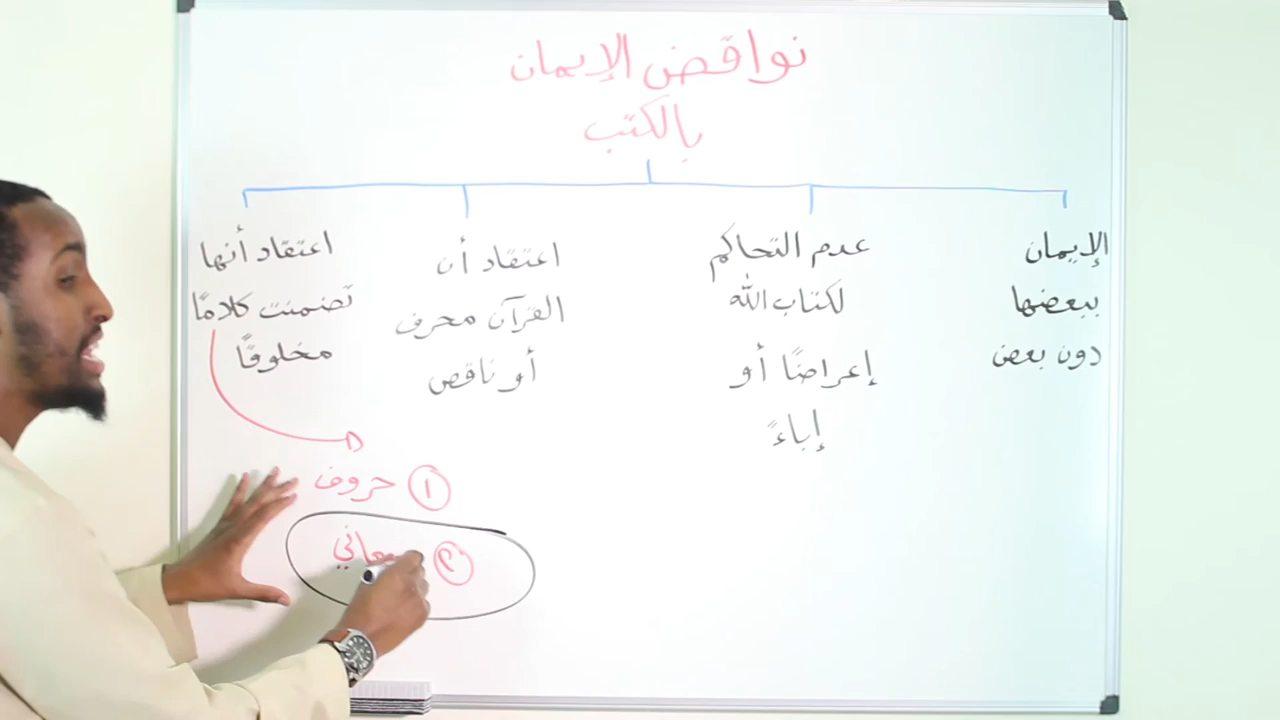 نواقض الإيمان
بالكتب
الإيمان
ببعضها
دون بعض
عدم التحاكم
لكتاب الله
إعراضًا أو
إباءً
اعتقاد أن
القرآن محرف
أو ناقص
اعتقاد أنها
تضمنت كلامًا
مخلوقًا
١ حروف
٢ معاني